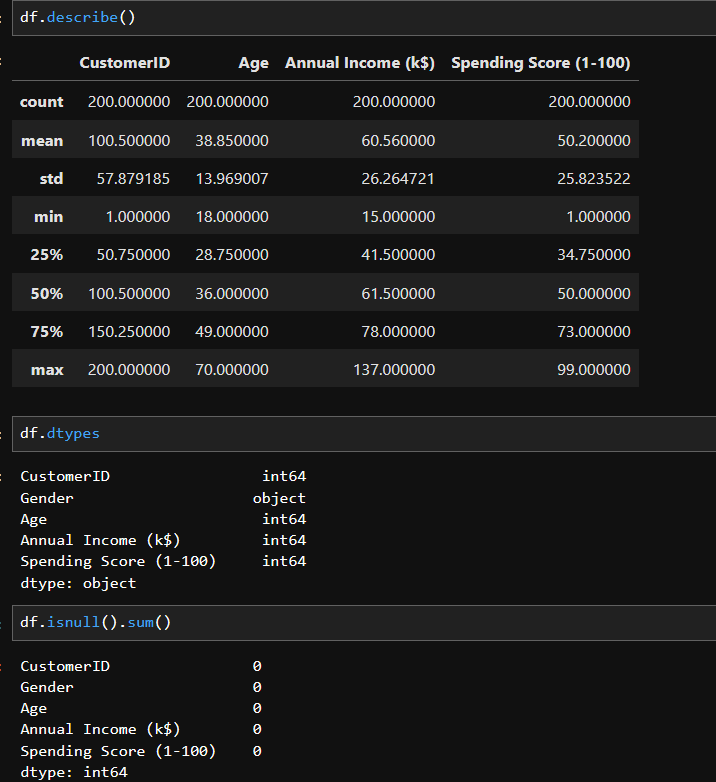 df.describe()
CustomerID Age Annual Income (k$) Spending Score (1-100)
count 200.000000 200.000000 200.000000 200.000000
mean 100.500000 38.850000 60.560000 50.200000
std 57.879185 13.969007 26.264721 25.823522
min 1.000000 18.000000 15.000000 1.000000
25% 50.750000 28.750000 41.500000 34.750000
50% 100.500000 36.000000 61.500000 50.000000
75% 150.250000 49.000000 78.000000 73.000000
max 200.000000 70.000000 137.000000 99.000000
df.dtypes
CustomerID int64
Gender object
Age int64
Annual Income (k$) int64
Spending Score (1-100) int64
dtype: object
df.isnull().sum()
CustomerID 0
Gender 0
Age 0
Annual Income (k$) 0
Spending Score (1-100) 0
dtype: int64